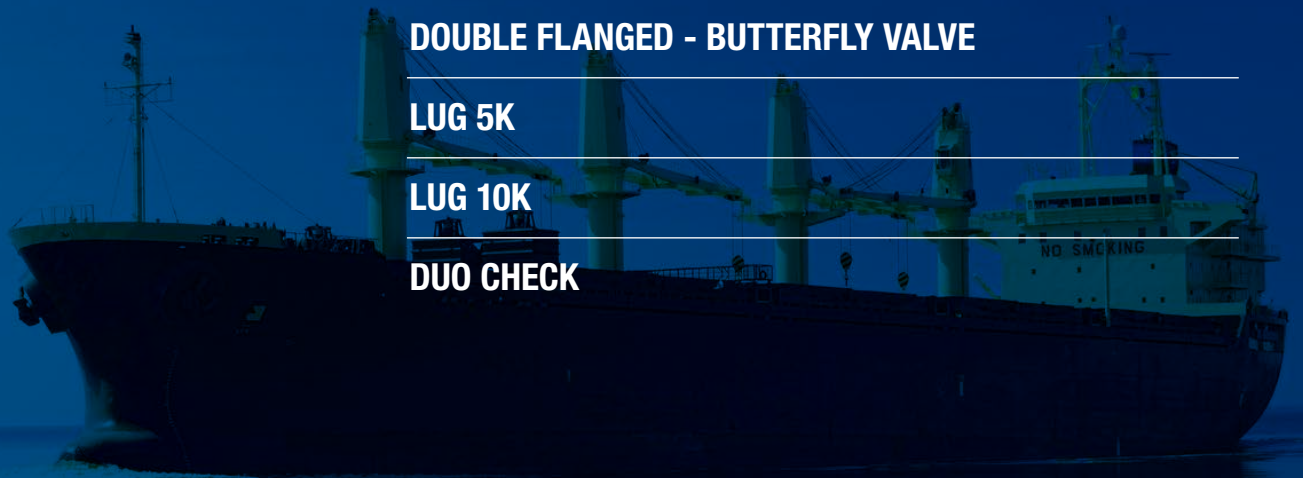 DOUBLE FLANGED - BUTTERFLY VALVE
LUG 5K
LUG 10K
DUO CHECK
NO SMOKING